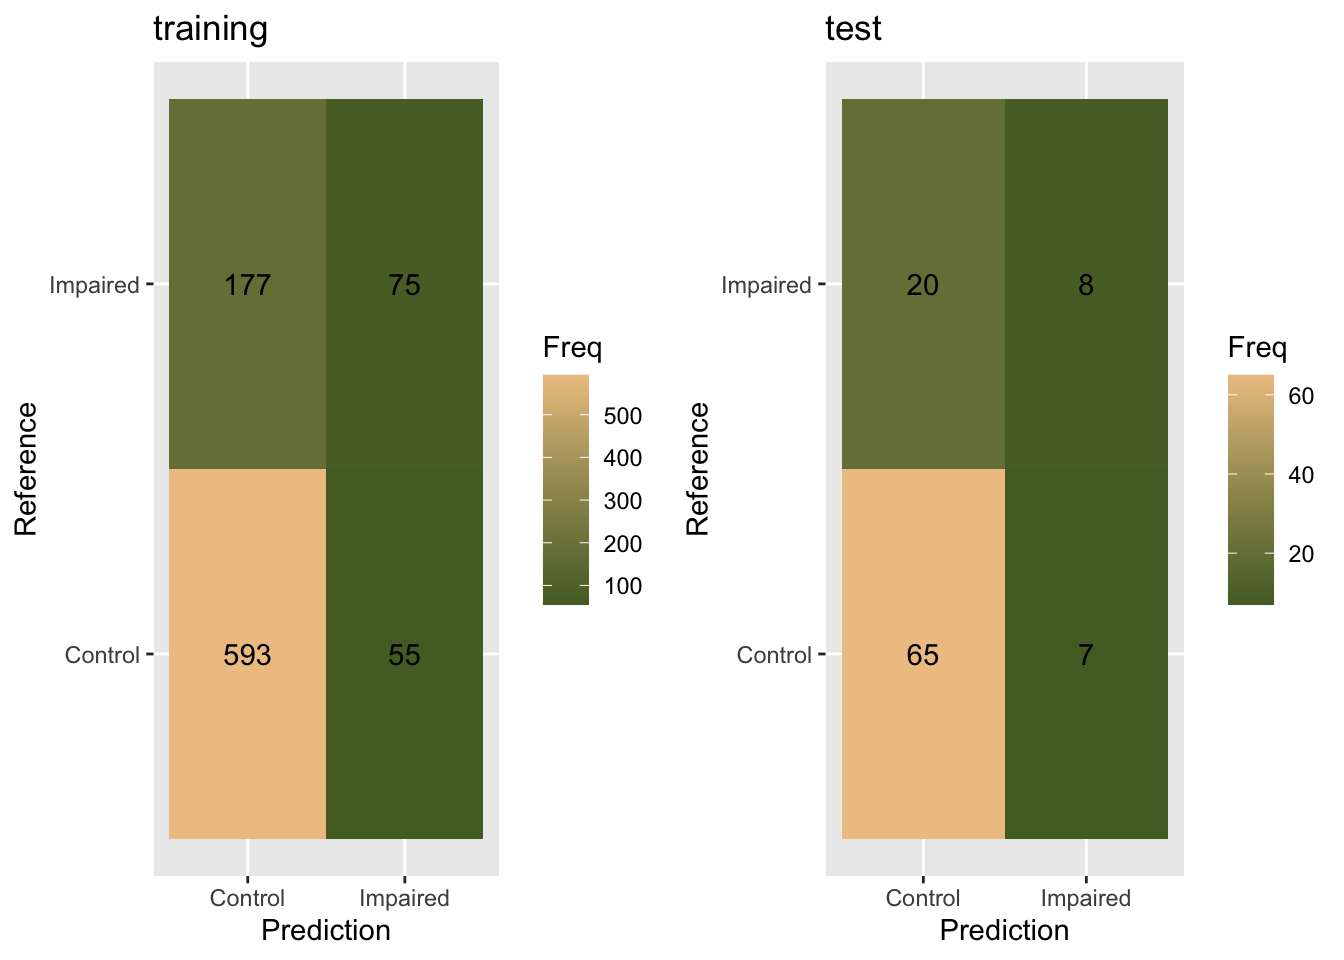 training
Reference
Impaired
Control
177
75
593
55
Control
Impaired
Prediction
Freq
500
400
300
200
100
test
Reference
Impaired
Control
20
8
65
7
Control
Impaired
Prediction
Freq
60
40
20